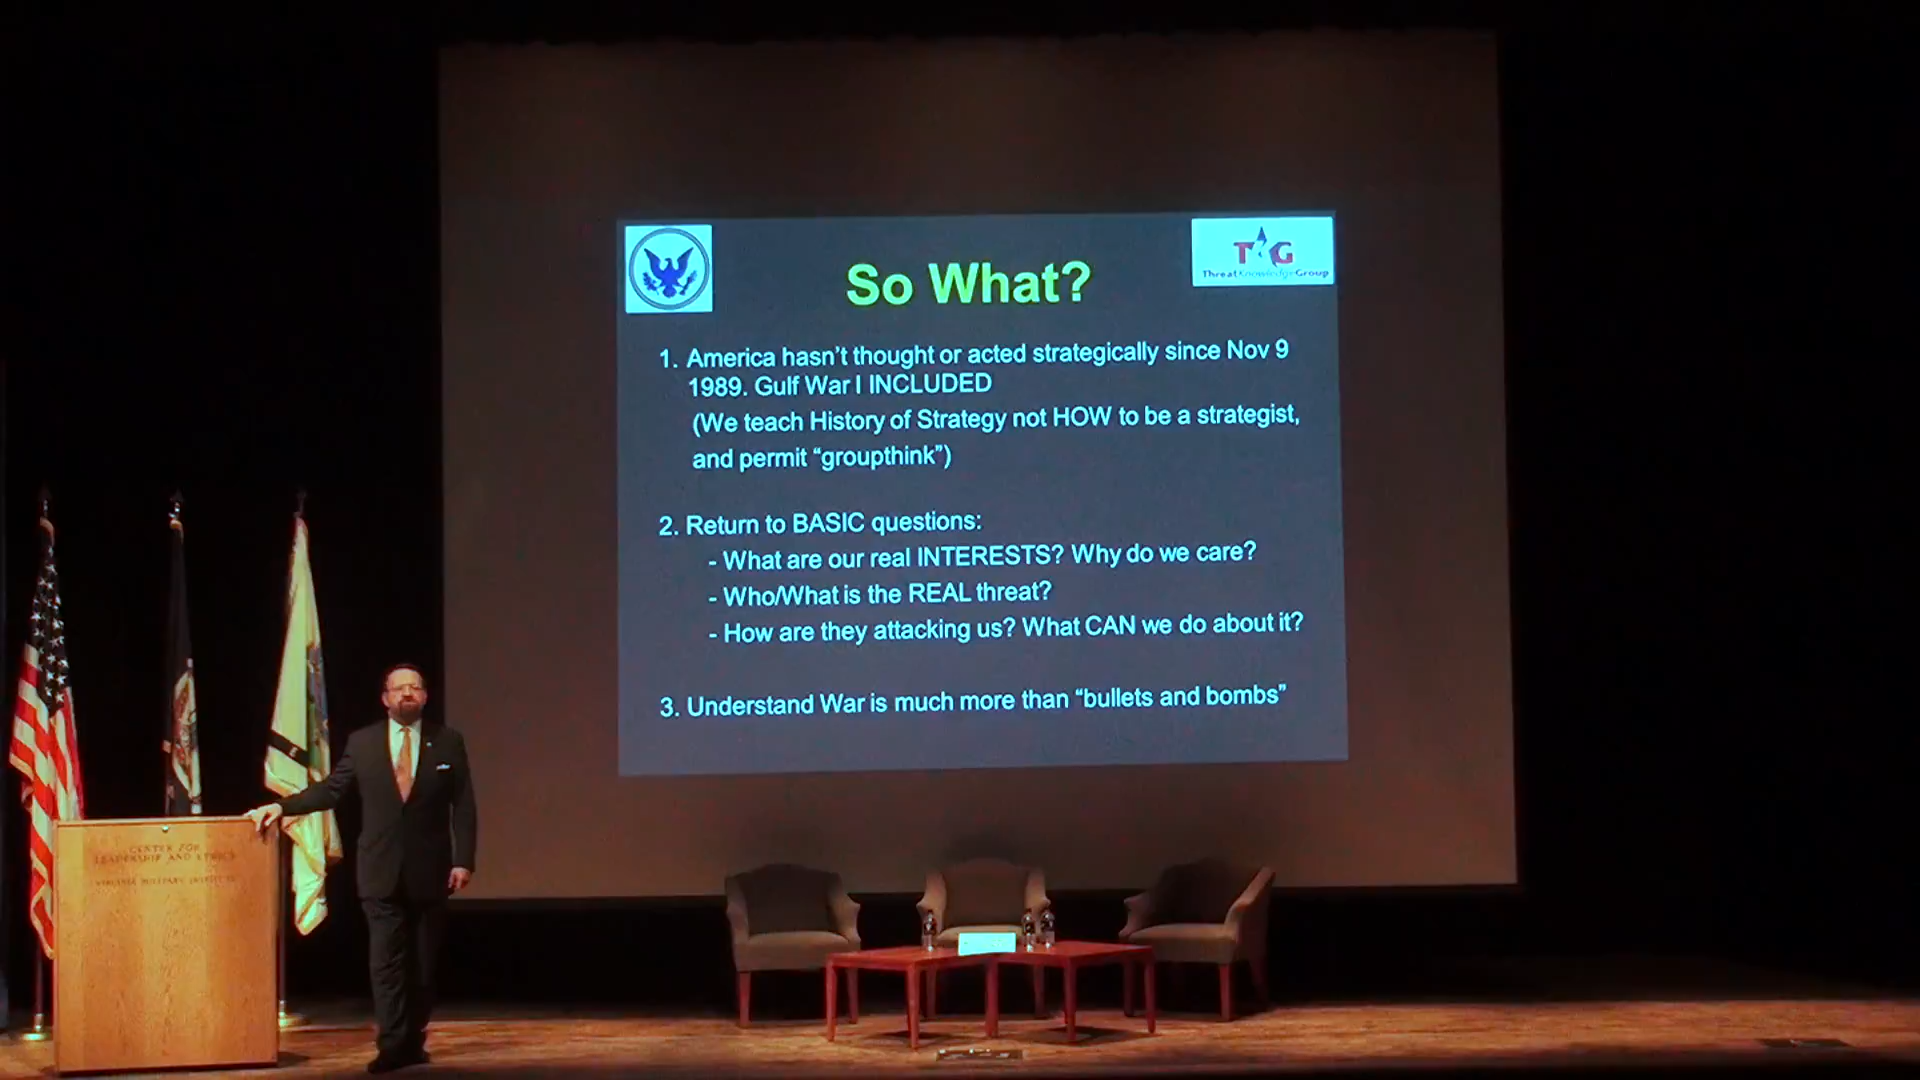 TKG
ThreatKnowledgeGroup
So What?
1. America hasn't thought or acted strategically since Nov 9
1989. Gulf War I INCLUDED
(We teach History of Strategy not HOW to be a strategist,
and permit “groupthink”)
2. Return to BASIC questions:
- What are our real INTERESTS? Why do we care?
- Who/What is the REAL threat?
- How are they attacking us? What CAN we do about it?
3. Understand War is much more than “bullets and bombs”
CENTER FOR
LEADERSHIP AND ETHICS
VIRGINIA MILITARY INSTITUTE